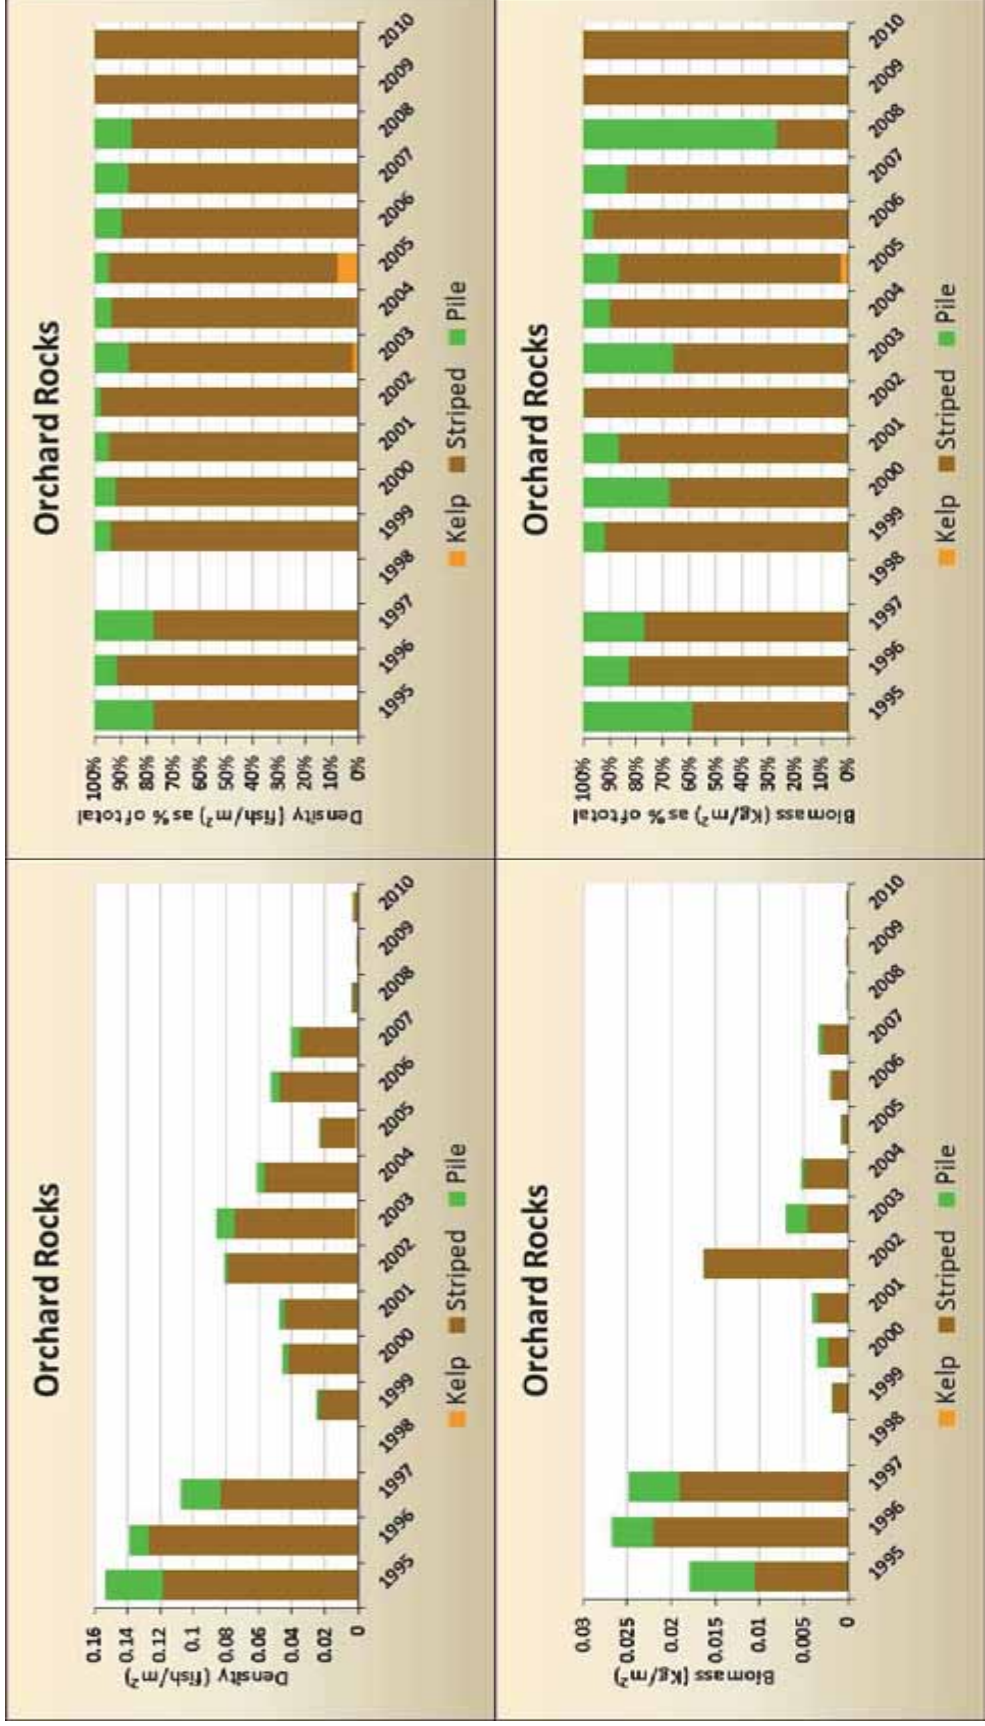 Orchard Rocks
Density (fish/m²)
0.16
0.14
0.12
0.1
0.08
0.06
0.04
0.02
0
1995 1996 1997 1998 1999 2000 2001 2002 2003 2004 2005 2006 2007 2008 2009 2010
Kelp Striped Pile
Orchard Rocks
Density (fish/m²) as % of total
100%
90%
80%
70%
60%
50%
40%
30%
20%
10%
0%
1995 1996 1997 1998 1999 2000 2001 2002 2003 2004 2005 2006 2007 2008 2009 2010
Kelp Striped Pile
Orchard Rocks
Biomass (Kg/m²)
0.03
0.025
0.02
0.015
0.01
0.005
0
1995 1996 1997 1998 1999 2000 2001 2002 2003 2004 2005 2006 2007 2008 2009 2010
Kelp Striped Pile
Orchard Rocks
Biomass (Kg/m²) as % of total
100%
90%
80%
70%
60%
50%
40%
30%
20%
10%
0%
1995 1996 1997 1998 1999 2000 2001 2002 2003 2004 2005 2006 2007 2008 2009 2010
Kelp Striped Pile